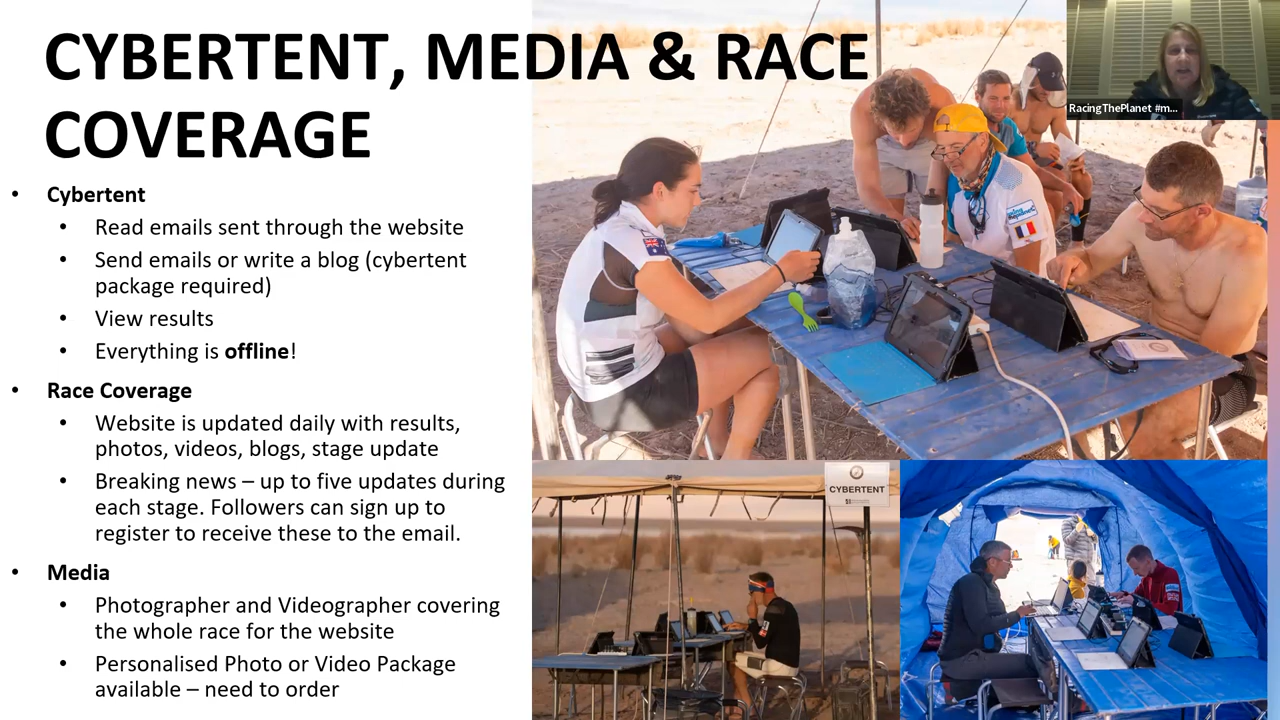 CYBERTENT, MEDIA & RACE
COVERAGE
• Cybertent
• Read emails sent through the website
• Send emails or write a blog (cybertent
package required)
• View results
• Everything is offline!
• Race Coverage
• Website is updated daily with results,
photos, videos, blogs, stage update
• Breaking news – up to five updates during
each stage. Followers can sign up to
register to receive these to the email.
• Media
• Photographer and Videographer covering
the whole race for the website
• Personalised Photo or Video Package
available – need to order
RacingThePlanet #m...
CYBERTENT